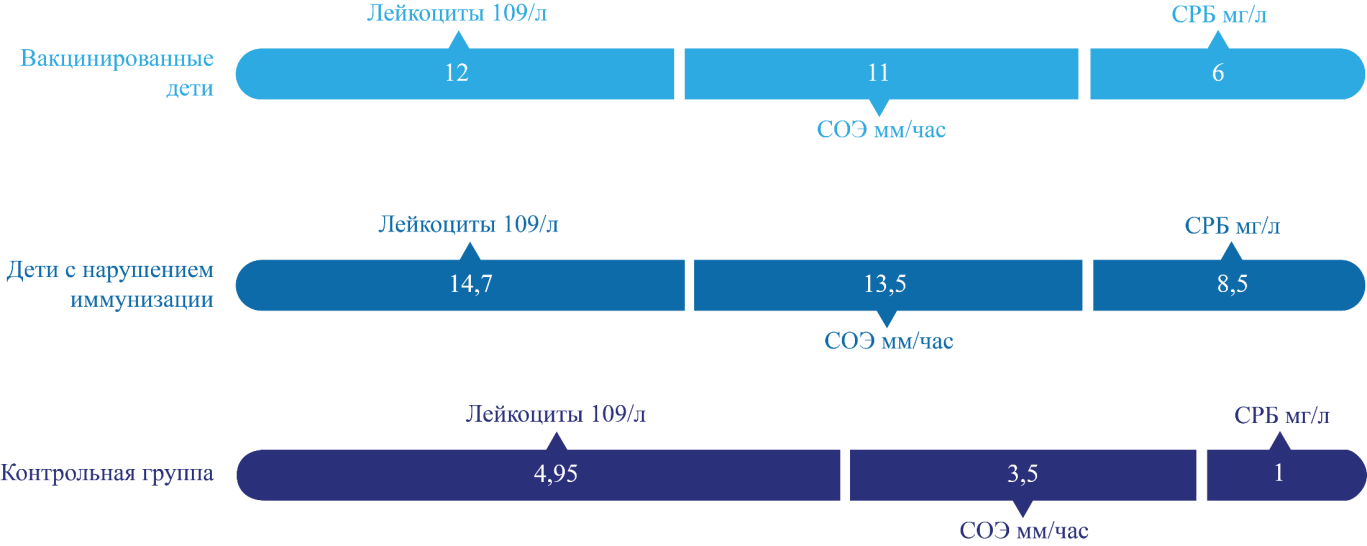 Лейкоциты 109/л
СРБ мг/л
Вакцинированные
дети
12
11
6
СОЭ мм/час
Лейкоциты 109/л
СРБ мг/л
Дети с нарушением
иммунизации
14,7
13,5
8,5
СОЭ мм/час
Лейкоциты 109/л
СРБ мг/л
Контрольная группа
4,95
3,5
1
СОЭ мм/час